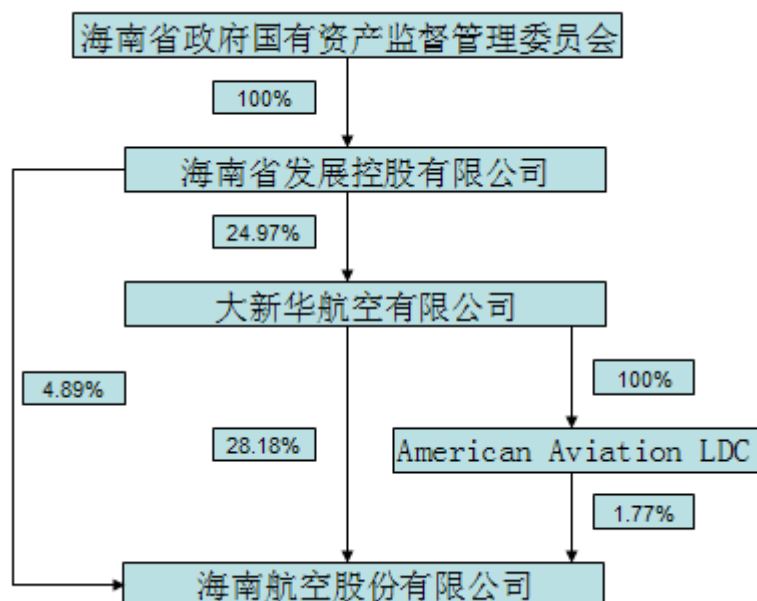 海南省政府国有资产监督管理委员会
100%
海南省发展控股有限公司
24.97%
大新华航空有限公司
4.89%
28.18%
100%
American Aviation LDC
1.77%
海南航空股份有限公司